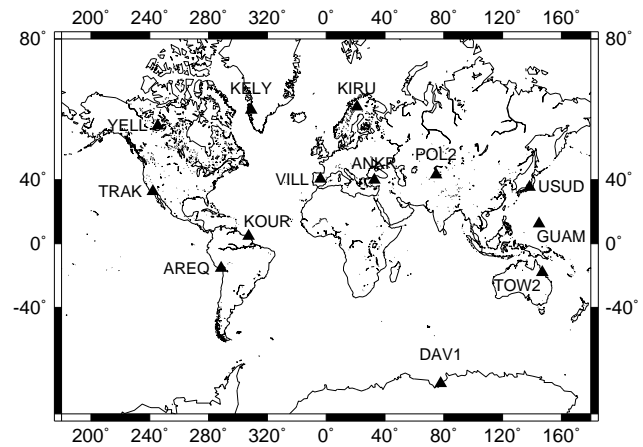 200° 240° 280° 320° 0° 40° 80° 120° 160°
80°
KELY KIRU
YELL
ANKR POL2
40°
VILL
TRAK USUD
KOUR
0°
GUAM
AREQ
TOW2
-40°
DAV1
200° 240° 280° 320° 0° 40° 80° 120° 160°
80°
40°
0°
-40°